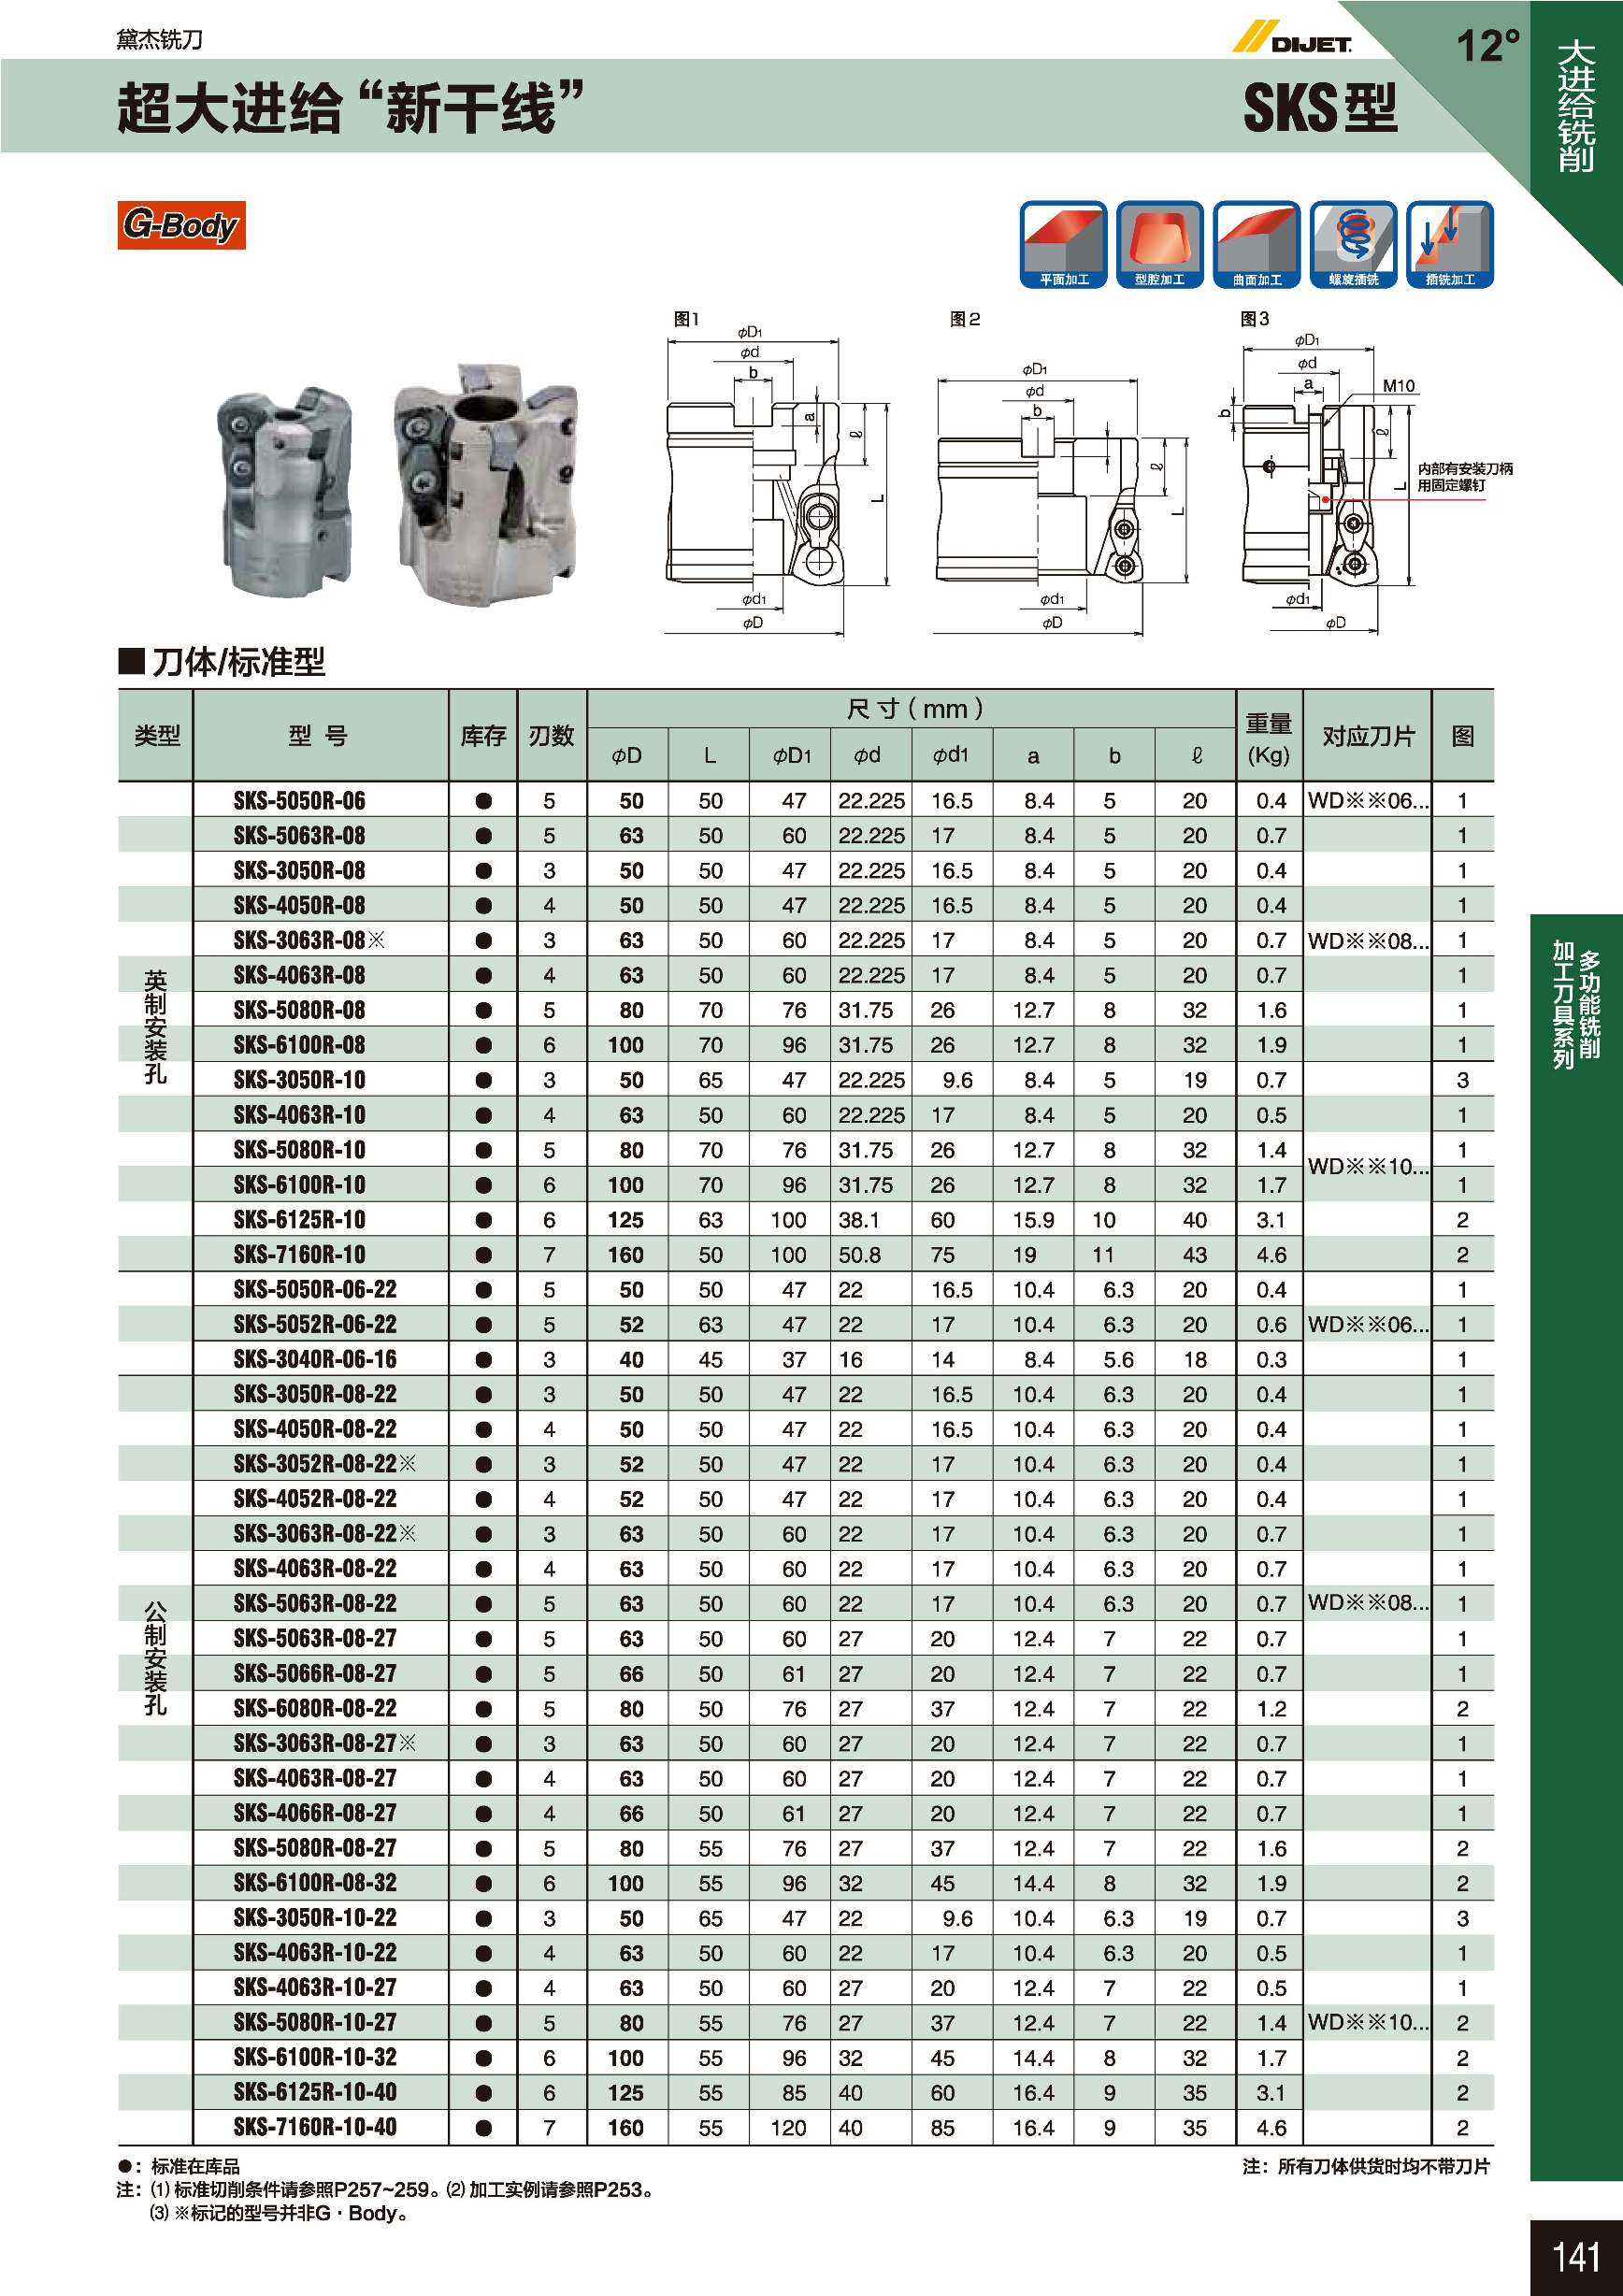 黛杰铣刀
DIJET.
12°
大进给铣削
超大进给“新干线”
SKS型
G-Body
平面加工 型腔加工 曲面加工 螺旋插铣 插铣加工
图1
φD1
φd
b
a
ℓ
L
φd1
φD
图2
φD1
φd
b
ℓ
L
φd1
φD
图3
φD1
φd
a
M10
b
ℓ
L
内部有安装刀柄
用固定螺钉
φd1
φD
■刀体/标准型
类型 型 号 库存 刃数 尺 寸 ( mm ) 重量(Kg) 对应刀片 图
φD L φD1 φd φd1 a b ℓ
英制安装孔
SKS-5050R-06 ● 5 50 50 47 22.225 16.5 8.4 5 20 0.4 WD※※06... 1
SKS-5063R-08 ● 5 63 50 60 22.225 17 8.4 5 20 0.7 1
SKS-3050R-08 ● 3 50 50 47 22.225 16.5 8.4 5 20 0.4 1
SKS-4050R-08 ● 4 50 50 47 22.225 16.5 8.4 5 20 0.4 1
SKS-3063R-08※ ● 3 63 50 60 22.225 17 8.4 5 20 0.7 WD※※08... 1
SKS-4063R-08 ● 4 63 50 60 22.225 17 8.4 5 20 0.7 1
SKS-5080R-08 ● 5 80 70 76 31.75 26 12.7 8 32 1.6 1
SKS-6100R-08 ● 6 100 70 96 31.75 26 12.7 8 32 1.9 1
SKS-3050R-10 ● 3 50 65 47 22.225 9.6 8.4 5 19 0.7 3
SKS-4063R-10 ● 4 63 50 60 22.225 17 8.4 5 20 0.5 1
SKS-5080R-10 ● 5 80 70 76 31.75 26 12.7 8 32 1.4 1
WD※※10...
SKS-6100R-10 ● 6 100 70 96 31.75 26 12.7 8 32 1.7 1
SKS-6125R-10 ● 6 125 63 100 38.1 60 15.9 10 40 3.1 2
SKS-7160R-10 ● 7 160 50 100 50.8 75 19 11 43 4.6 2
公制安装孔
SKS-5050R-06-22 ● 5 50 50 47 22 16.5 10.4 6.3 20 0.4 1
SKS-5052R-06-22 ● 5 52 63 47 22 17 10.4 6.3 20 0.6 WD※※06... 1
SKS-3040R-06-16 ● 3 40 45 37 16 14 8.4 5.6 18 0.3 1
SKS-3050R-08-22 ● 3 50 50 47 22 16.5 10.4 6.3 20 0.4 1
SKS-4050R-08-22 ● 4 50 50 47 22 16.5 10.4 6.3 20 0.4 1
SKS-3052R-08-22※ ● 3 52 50 47 22 17 10.4 6.3 20 0.4 1
SKS-4052R-08-22 ● 4 52 50 47 22 17 10.4 6.3 20 0.4 1
SKS-3063R-08-22※ ● 3 63 50 60 22 17 10.4 6.3 20 0.7 1
SKS-4063R-08-22 ● 4 63 50 60 22 17 10.4 6.3 20 0.7 1
SKS-5063R-08-22 ● 5 63 50 60 22 17 10.4 6.3 20 0.7 WD※※08... 1
SKS-5063R-08-27 ● 5 63 50 60 27 20 12.4 7 22 0.7 1
SKS-5066R-08-27 ● 5 66 50 61 27 20 12.4 7 22 0.7 1
SKS-6080R-08-22 ● 5 80 50 76 27 37 12.4 7 22 1.2 2
SKS-3063R-08-27※ ● 3 63 50 60 27 20 12.4 7 22 0.7 1
SKS-4063R-08-27 ● 4 63 50 60 27 20 12.4 7 22 0.7 1
SKS-4066R-08-27 ● 4 66 50 61 27 20 12.4 7 22 0.7 1
SKS-5080R-08-27 ● 5 80 55 76 27 37 12.4 7 22 1.6 2
SKS-6100R-08-32 ● 6 100 55 96 32 45 14.4 8 32 1.9 2
SKS-3050R-10-22 ● 3 50 65 47 22 9.6 10.4 6.3 19 0.7 3
SKS-4063R-10-22 ● 4 63 50 60 22 17 10.4 6.3 20 0.5 1
SKS-4063R-10-27 ● 4 63 50 60 27 20 12.4 7 22 0.5 1
SKS-5080R-10-27 ● 5 80 55 76 27 37 12.4 7 22 1.4 WD※※10... 2
SKS-6100R-10-32 ● 6 100 55 96 32 45 14.4 8 32 1.7 2
SKS-6125R-10-40 ● 6 125 55 85 40 60 16.4 9 35 3.1 2
SKS-7160R-10-40 ● 7 160 55 120 40 85 16.4 9 35 4.6 2
●：标准在库品
注：所有刀体供货时均不带刀片
注：⑴ 标准切削条件请参照P257~259。⑵ 加工实例请参照P253。
⑶ ※标记的型号并非G・Body。
多功能铣削
加工刀具系列
141